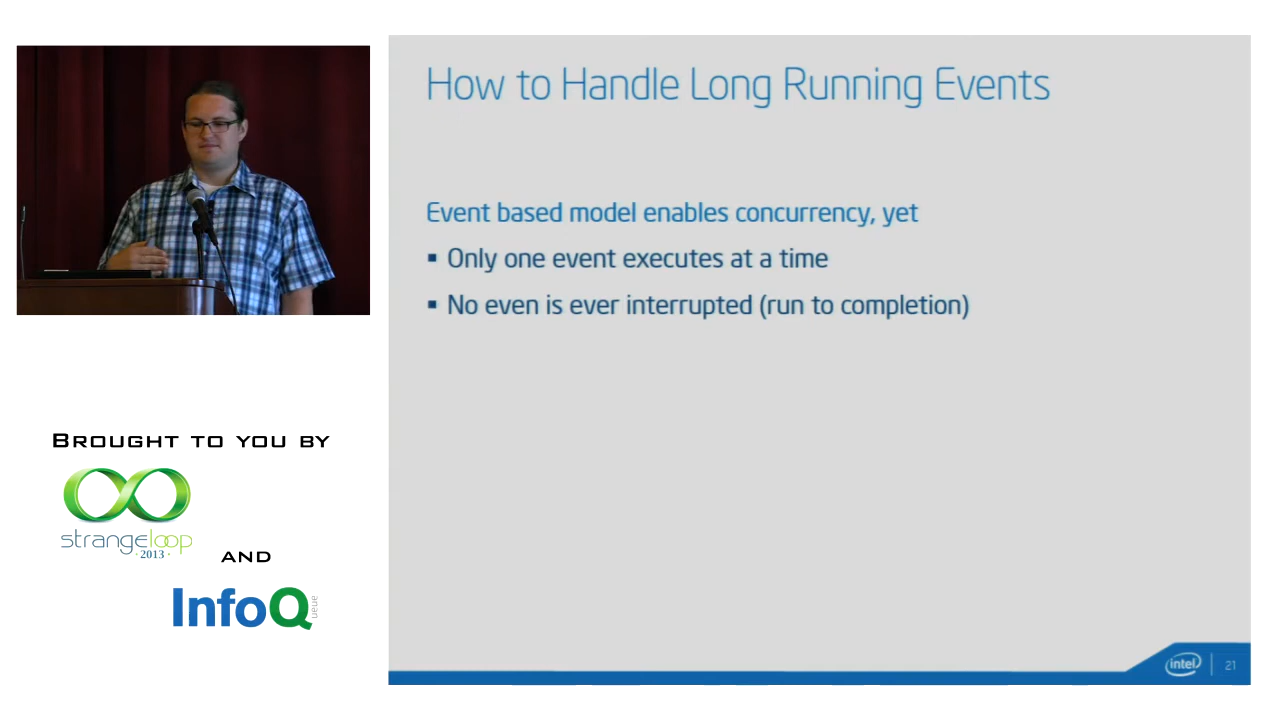 How to Handle Long Running Events
Event based model enables concurrency, yet
▪ Only one event executes at a time
▪ No even is ever interrupted (run to completion)
BROUGHT TO YOU BY
strangeloop
· 2013 ·
AND
InfoQ
ueue
intel
21